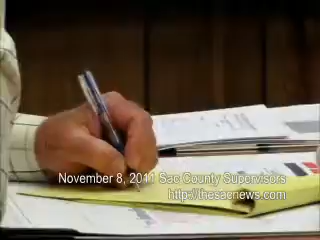 November 8, 2011 Sac County Supervisors
http://thesacnews.com